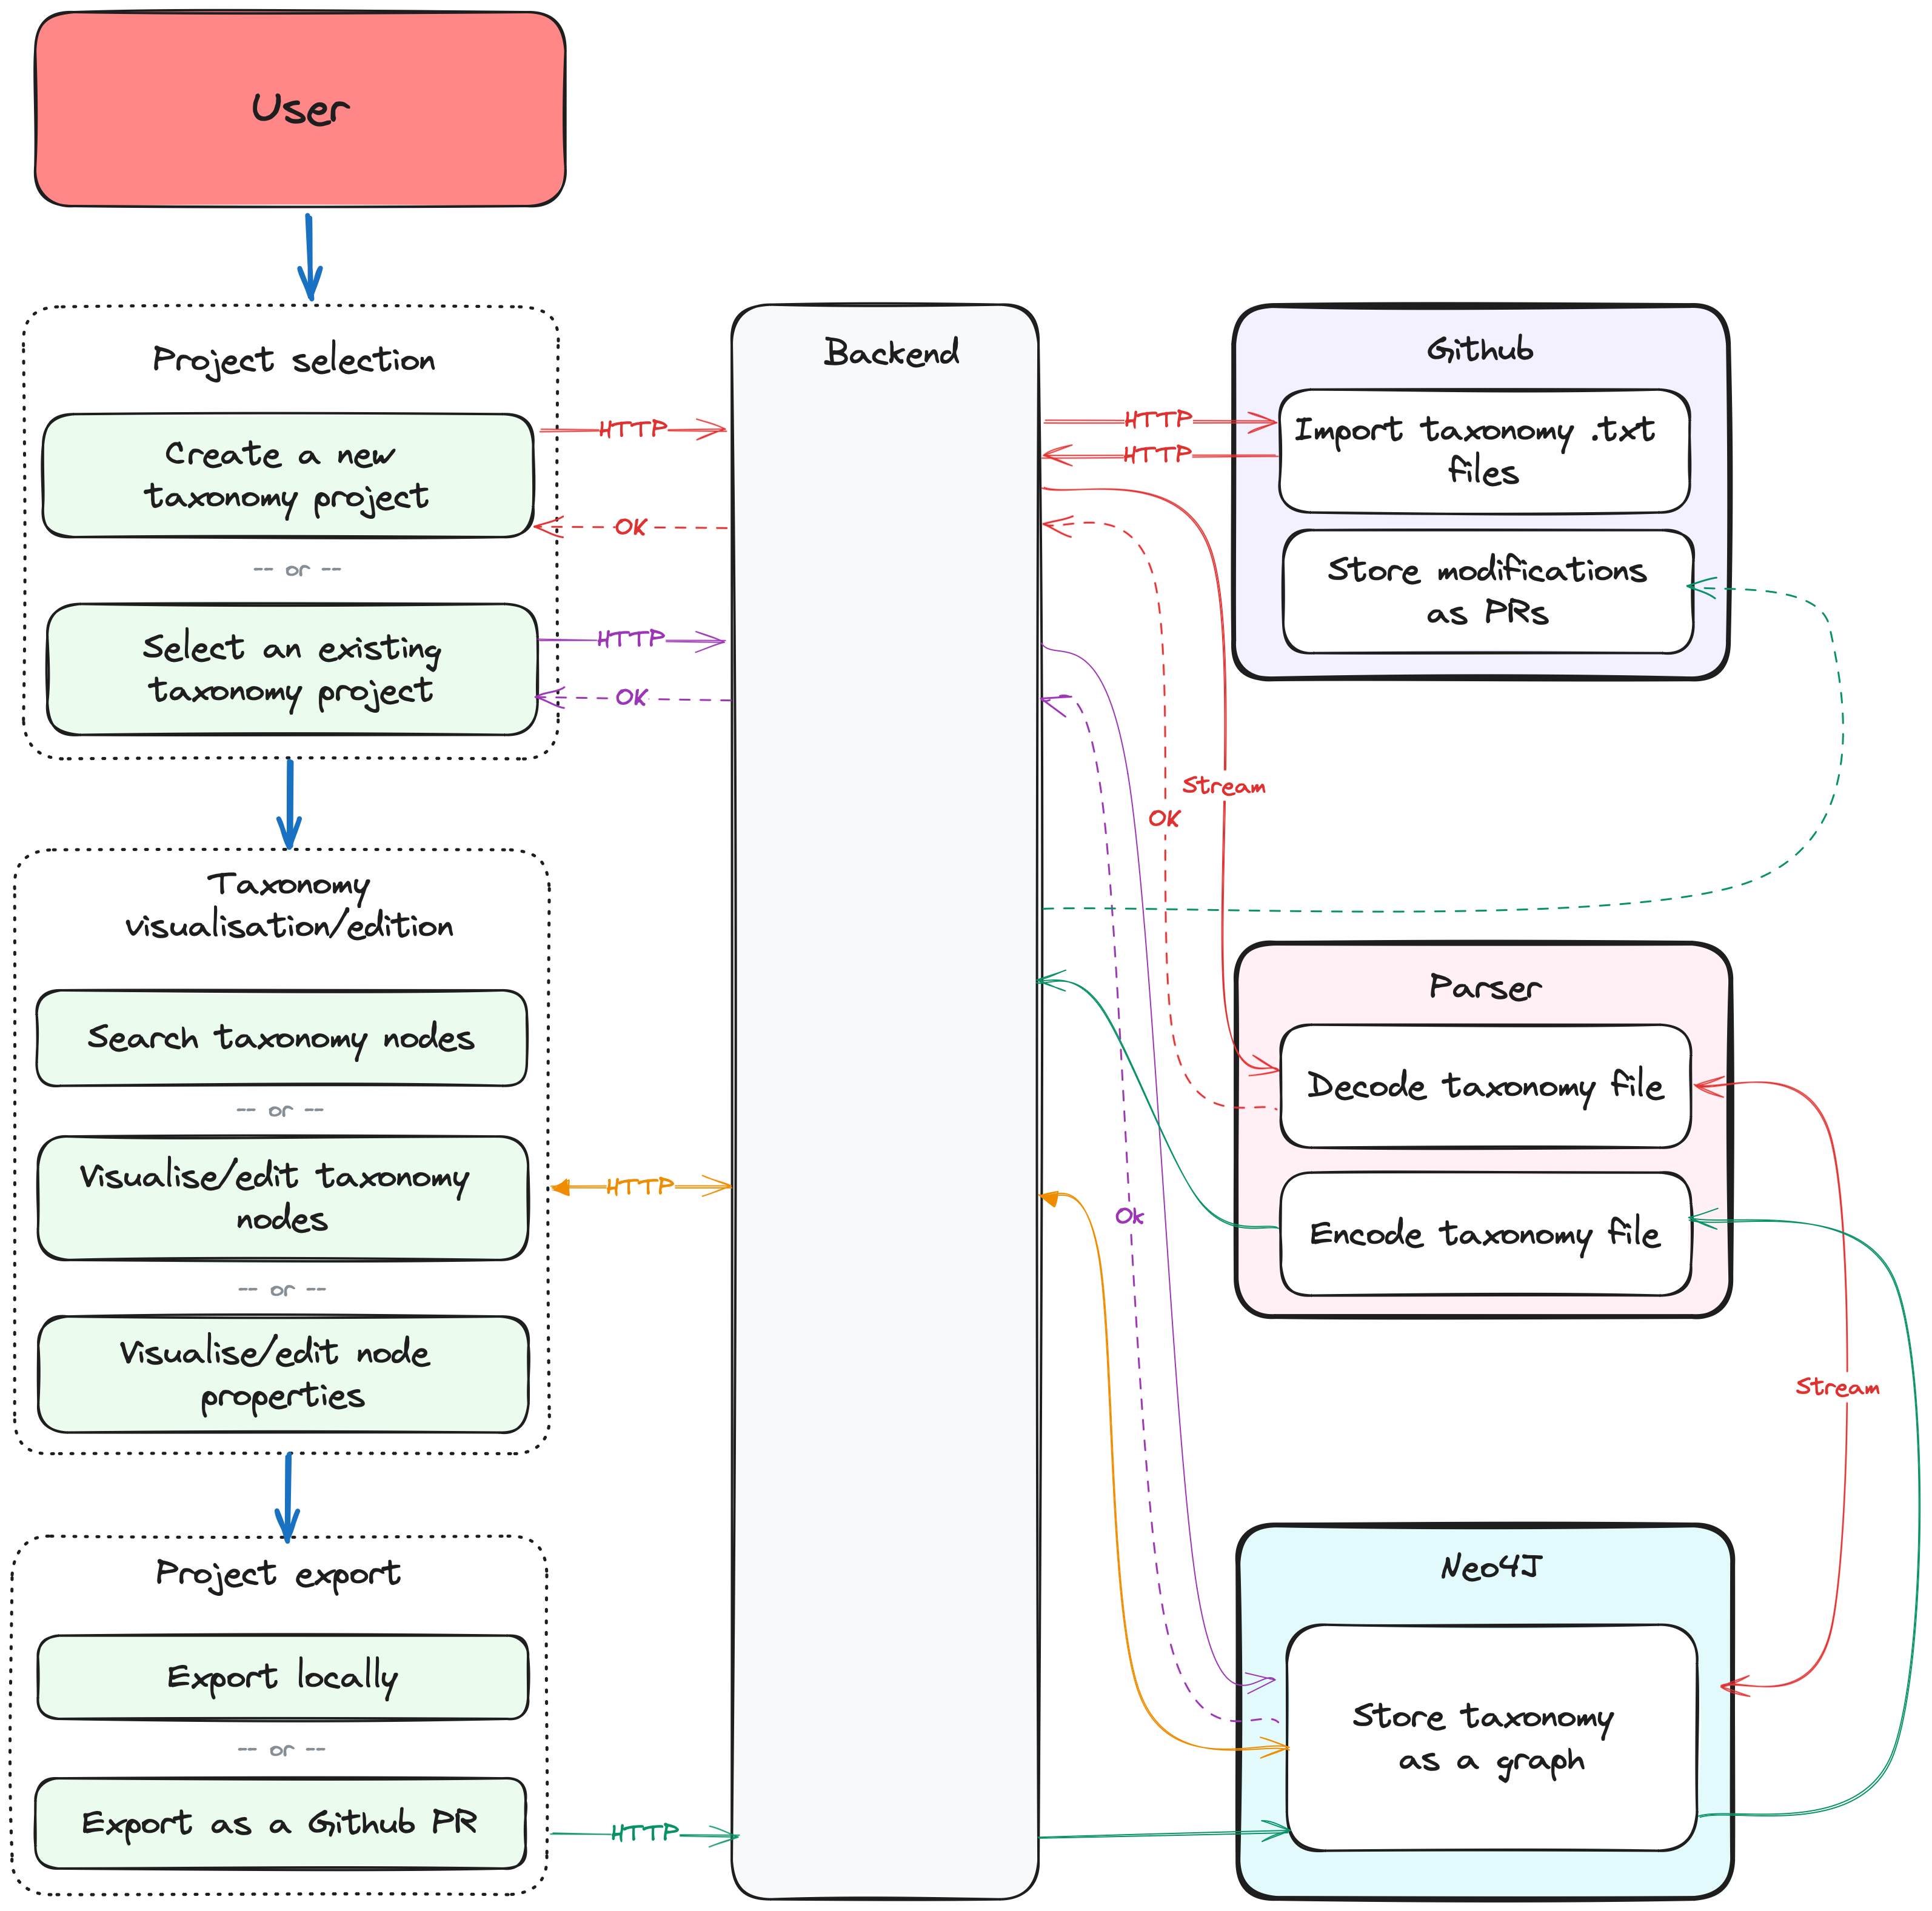 User
Project selection
Create a new
taxonomy project
-- or --
Select an existing
taxonomy project
HTTP
OK
HTTP
OK
Taxonomy
visualisation/edition
Search taxonomy nodes
-- or --
Visualise/edit taxonomy
nodes
-- or --
Visualise/edit node
properties
HTTP
Project export
Export locally
-- or --
Export as a Github PR
HTTP
Backend
HTTP
HTTP
Stream
OK
Ok
Github
Import taxonomy .txt
files
Store modifications
as PRs
Parser
Decode taxonomy file
Encode taxonomy file
Stream
Neo4J
Store taxonomy
as a graph